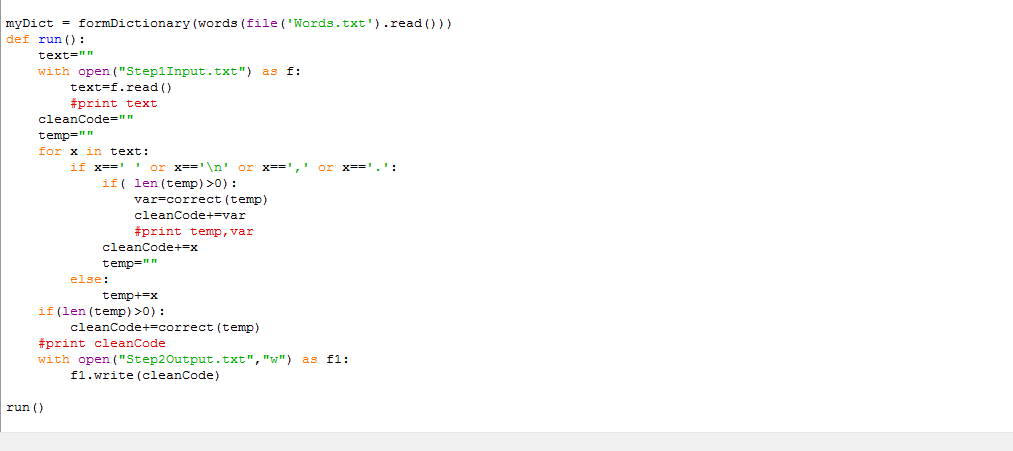 myDict = formDictionary(words(file('Words.txt').read()))
def run():
    text=""
    with open("Step1Input.txt") as f:
        text=f.read()
        #print text
    cleanCode=""
    temp=""
    for x in text:
        if x==' ' or x=='\n' or x==',' or x=='.':
            if( len(temp)>0):
                var=correct(temp)
                cleanCode+=var
                #print temp,var
            cleanCode+=x
            temp=""
        else:
            temp+=x
    if(len(temp)>0):
        cleanCode+=correct(temp)
    #print cleanCode
    with open("Step2Output.txt","w") as f1:
        f1.write(cleanCode)
run()